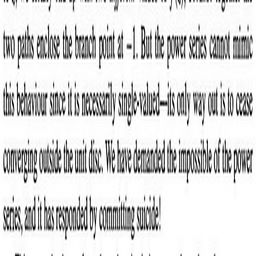 two paths enclose the branch point at −1. But the power series cannot mimic
this behaviour since it is necessarily single-valued—its only way out is to cease
converging outside the unit disc. We have demanded the impossible of the power
series, and it has responded by committing suicide!